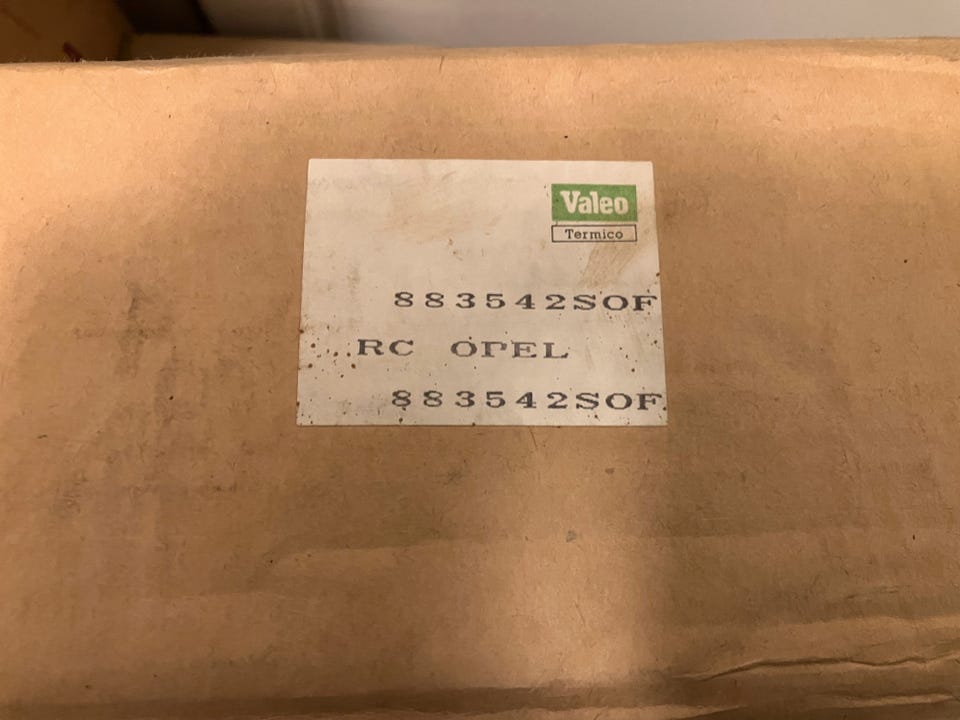 Valeo
Termico
883542SOF
RC OPEL
883542SOF